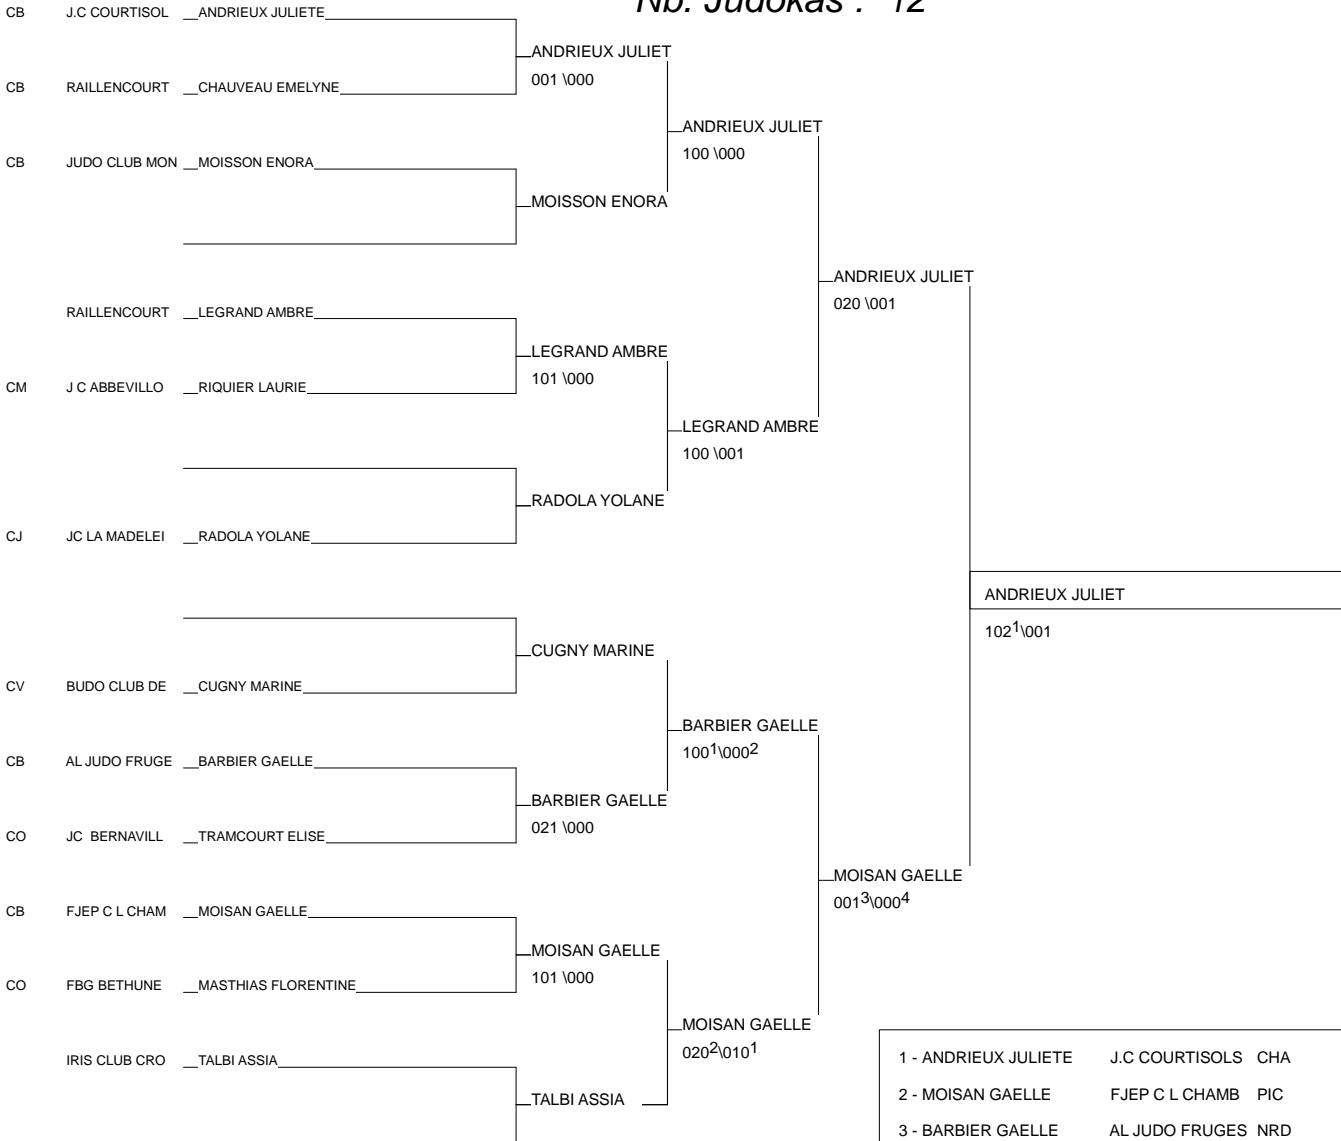 Nb. Judokas : 12
CB J.C COURTISOL ANDRIEUX JULIETE
ANDRIEUX JULIET
001 \000
CB RAILLENCOURT CHAUVEAU EMELYNE
ANDRIEUX JULIET
100 \000
CB JUDO CLUB MON MOISSON ENORA
MOISSON ENORA
ANDRIEUX JULIET
020 \001
RAILLENCOURT LEGRAND AMBRE
LEGRAND AMBRE
101 \000
CM J C ABBEVILLO RIQUIER LAURIE
LEGRAND AMBRE
100 \001
RADOLA YOLANE
CJ JC LA MADELEI RADOLA YOLANE
ANDRIEUX JULIET
102¹\001
CUGNY MARINE
CV BUDO CLUB DE CUGNY MARINE
BARBIER GAELLE
100¹\000²
CB AL JUDO FRUGE BARBIER GAELLE
BARBIER GAELLE
021 \000
CO JC BERNAVILL TRAMCOURT ELISE
MOISAN GAELLE
001³\000⁴
CB FJEP C L CHAM MOISAN GAELLE
MOISAN GAELLE
101 \000
CO FBG BETHUNE MASTHIAS FLORENTINE
MOISAN GAELLE
020²\010¹
IRIS CLUB CRO TALBI ASSIA
TALBI ASSIA
1 - ANDRIEUX JULIETE J.C COURTISOLS CHA
2 - MOISAN GAELLE FJEP C L CHAMB PIC
3 - BARBIER GAELLE AL JUDO FRUGES NRD